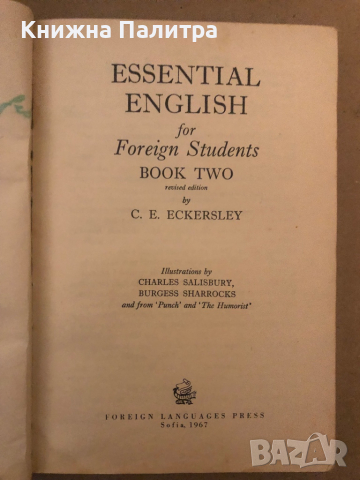 Книжна Палитра
ESSENTIAL
ENGLISH
for
Foreign Students
BOOK TWO
revised edition
by
C. E. ECKERSLEY
Illustrations by
CHARLES SALISBURY,
BURGESS SHARROCKS
and from 'Punch' and 'The Humorist'
FOREIGN LANGUAGES PRESS
Sofia, 1967
BAZAR